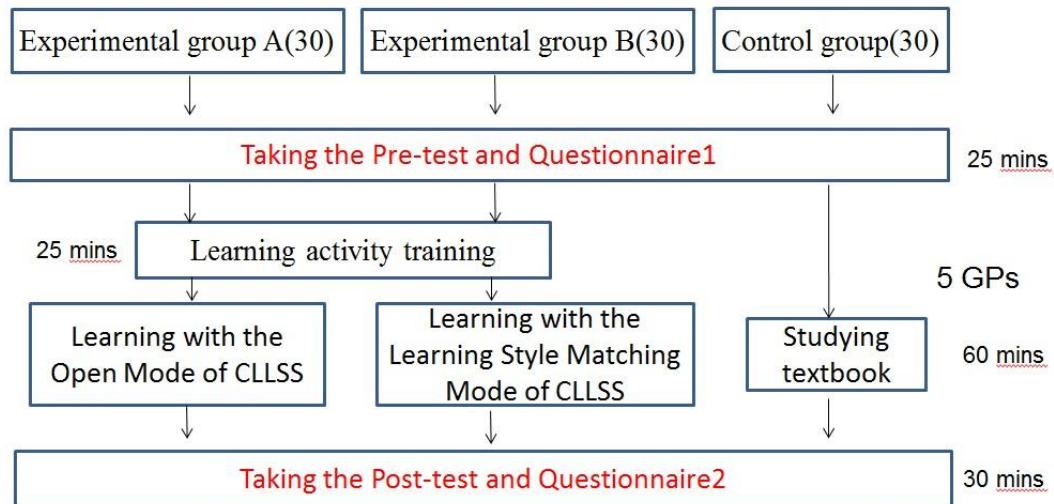 Experimental group A(30)
Experimental group B(30)
Control group(30)
Taking the Pre-test and Questionnaire1
25 mins
25 mins
Learning activity training
5 GPs
Learning with the
Open Mode of CLLSS
Learning with the
Learning Style Matching
Mode of CLLSS
Studying
textbook
60 mins
Taking the Post-test and Questionnaire2
30 mins